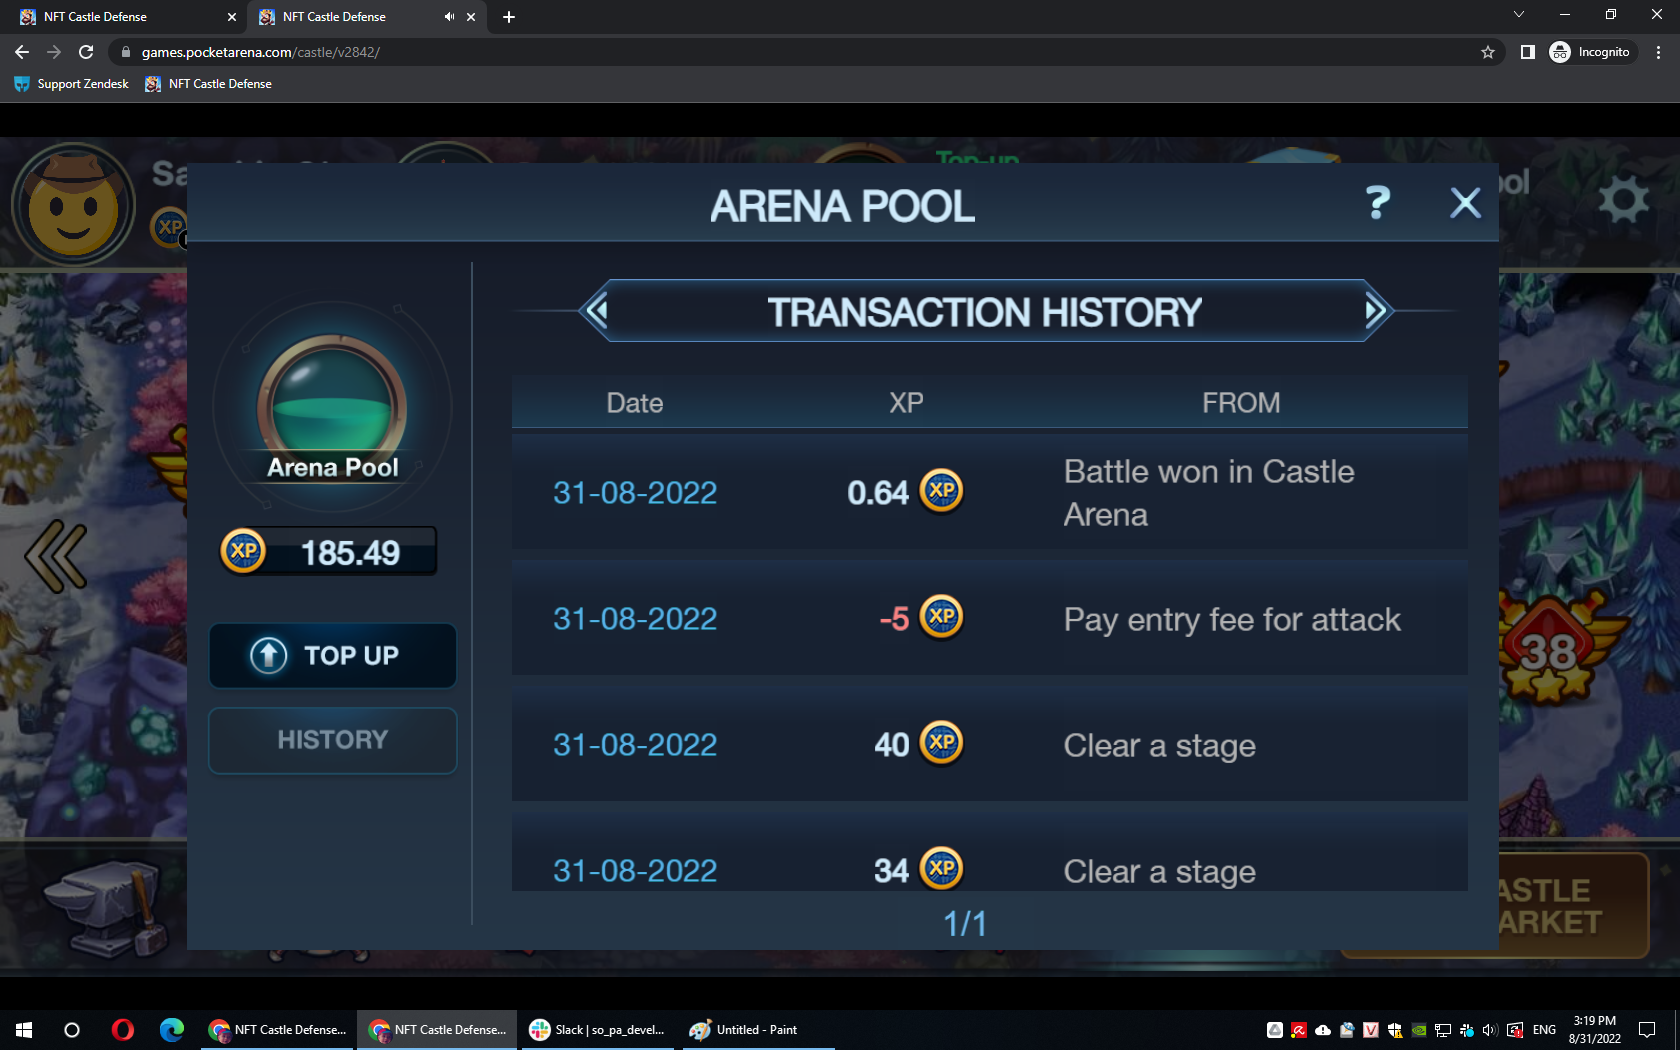 NFT Castle Defense
NFT Castle Defense
games.pocketarena.com/castle/v2842/
Incognito
Support Zendesk
NFT Castle Defense
XP
ARENA POOL
?
TRANSACTION HISTORY
Date XP FROM
31-08-2022 0.64 XP Battle won in Castle
Arena
31-08-2022 -5 XP Pay entry fee for attack
31-08-2022 40 XP Clear a stage
31-08-2022 34 XP Clear a stage
1/1
Arena Pool
XP 185.49
TOP UP
HISTORY
38
NFT Castle Defense...
NFT Castle Defense...
Slack | so_pa_devel...
Untitled - Paint
ENG
3:19 PM
8/31/2022